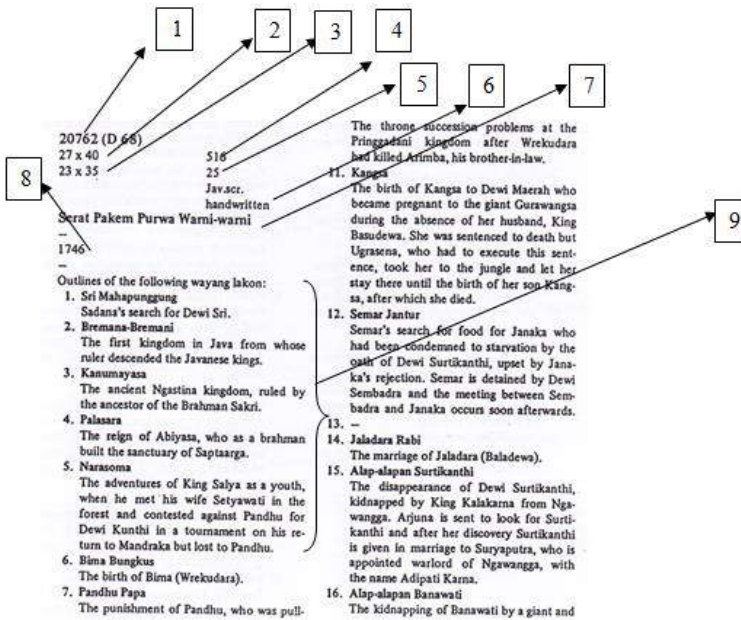 1
2
3
4
5
6
7
8
9
20762 (D 68)
27 x 40
23 x 35
516
25
Jav.scr.
handwritten
Serat Pakem Purwa Warni-warni
—
1746
—
Outlines of the following wayang lakon:
1. Sri Mahapunggung
Sadana's search for Dewi Sri.
2. Bremana-Bremani
The first kingdom in Java from whose
ruler descended the Javanese kings.
3. Kanumayasa
The ancient Ngastina kingdom, ruled by
the ancestor of the Brahman Sakri.
4. Palasara
The reign of Abiyasa, who as a brahman
built the sanctuary of Saptaarga.
5. Narasoma
The adventures of King Salya as a youth,
when he met his wife Setyawati in the
forest and contested against Pandhu for
Dewi Kunthi in a tournament on his re-
turn to Mandraka but lost to Pandhu.
6. Bima Bungkus
The birth of Bima (Wrekudara).
7. Pandhu Papa
The punishment of Pandhu, who was pull-
The throne succession problems at the
Pringgadani kingdom after Wrekudara
had killed Arimba, his brother-in-law.
11. Kangsa
The birth of Kangsa to Dewi Maerah who
became pregnant to the giant Gurawangsa
during the absence of her husband, King
Basudewa. She was sentenced to death but
Ugrasena, who had to execute this sent-
ence, took her to the jungle and let her
stay there until the birth of her son Kang-
sa, after which she died.
12. Semar Jantur
Semar's search for food for Janaka who
had been condemned to starvation by the
oath of Dewi Surtikanthi, upset by Jana-
ka's rejection. Semar is detained by Dewi
Sembadra and the meeting between Sem-
badra and Janaka occurs soon afterwards.
13. —
14. Jaladara Rabi
The marriage of Jaladara (Baladewa).
15. Alap-alapan Surtikanthi
The disappearance of Dewi Surtikanthi,
kidnapped by King Kalakarna from Nga-
wangga. Arjuna is sent to look for Surti-
kanthi and after her discovery Surtikanthi
is given in marriage to Suryaputra, who is
appointed warlord of Ngawangga, with
the name Adipati Karna.
16. Alap-alapan Banawati
The kidnapping of Banawati by a giant and